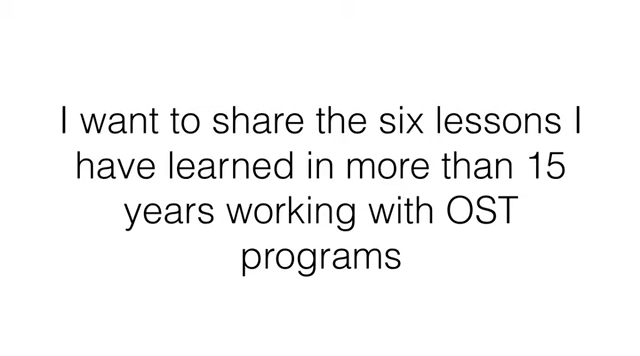 I want to share the six lessons I
have learned in more than 15
years working with OST
programs